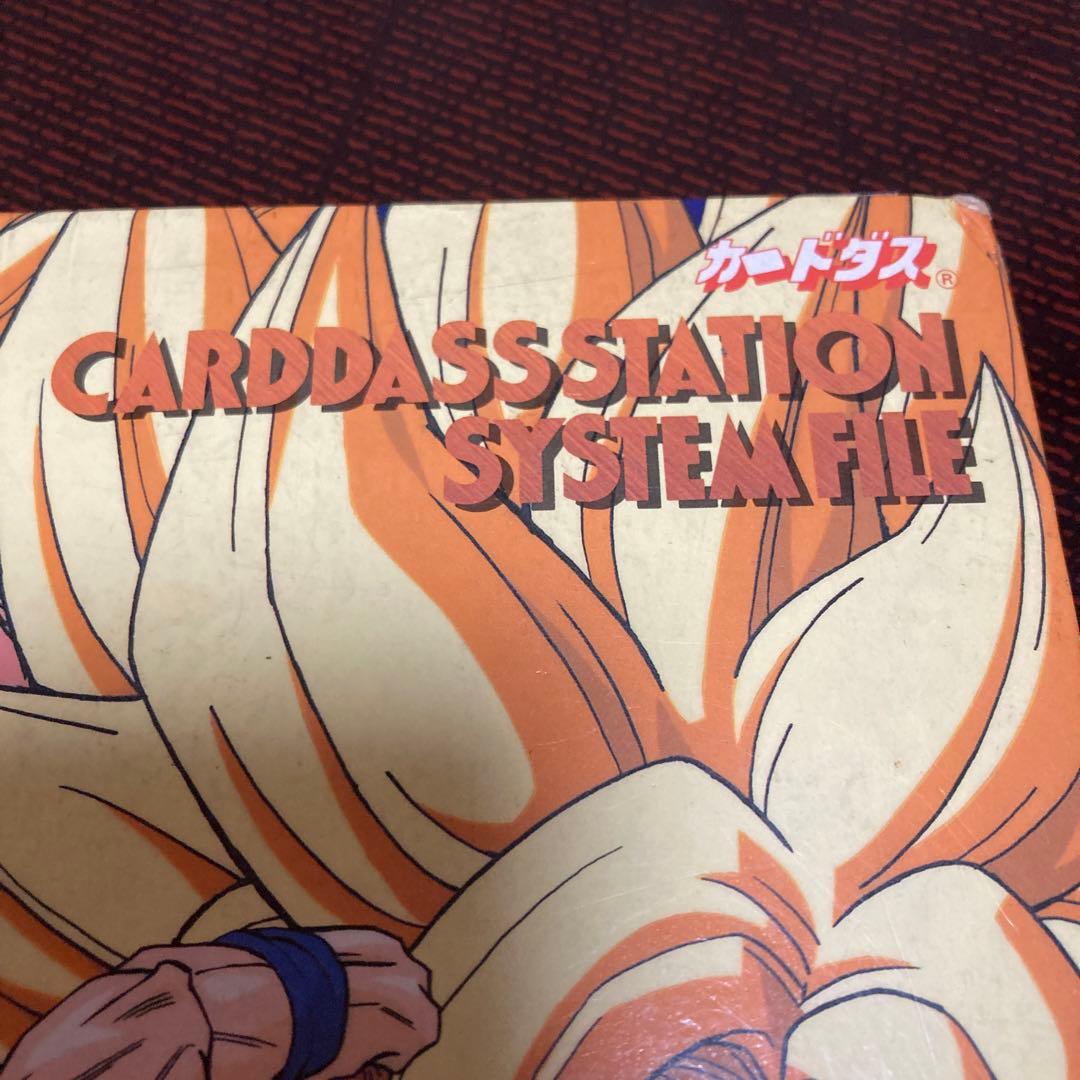 カードダス®
CARDDASS STATION
SYSTEM FILE